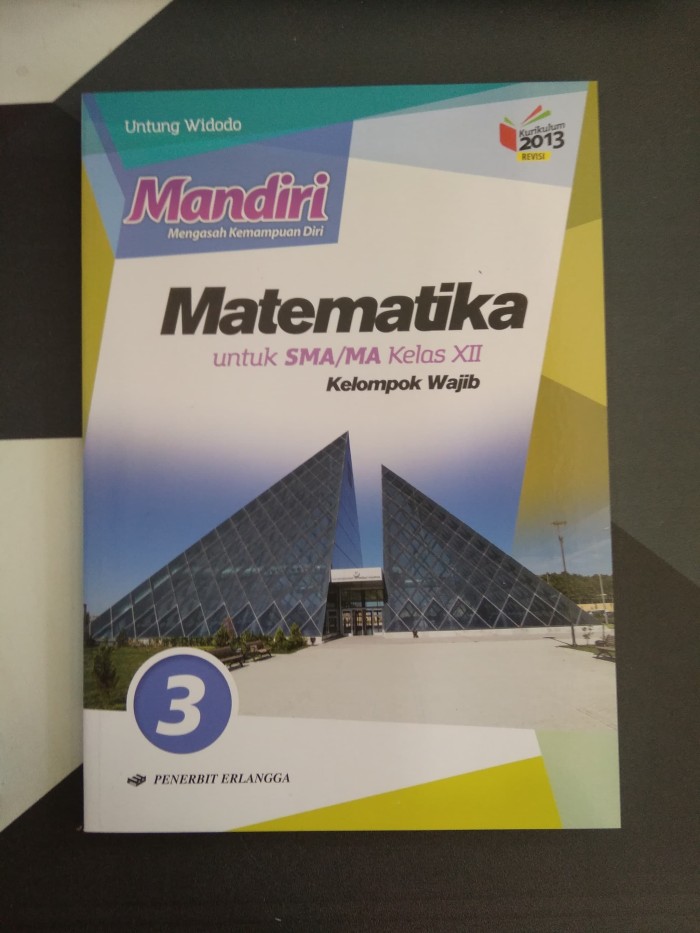 Untung Widodo
Kurikulum
2013
REVISI
Mandiri
Mengasah Kemampuan Diri
Matematika
untuk SMA/MA Kelas XII
Kelompok Wajib
3
PENERBIT ERLANGGA